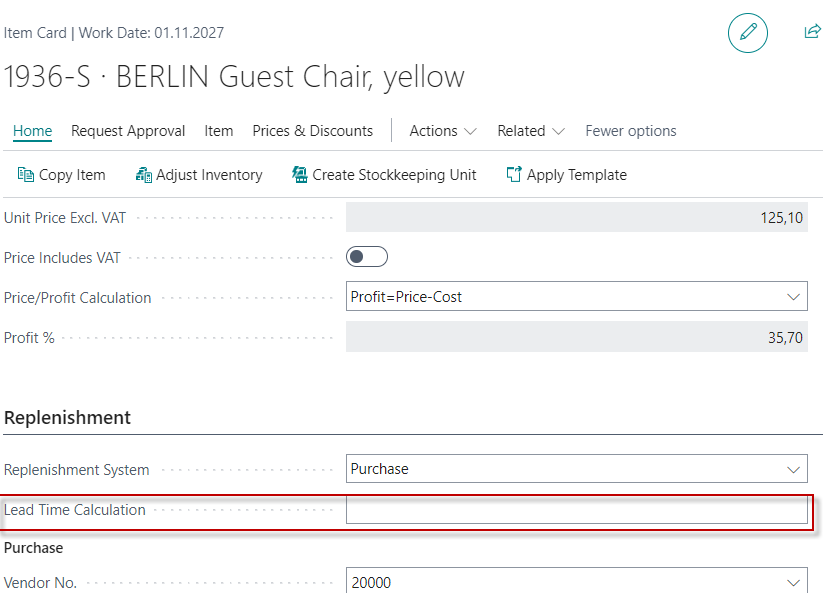 Item Card | Work Date: 01.11.2027
1936-S · BERLIN Guest Chair, yellow
Home Request Approval Item Prices & Discounts Actions Related Fewer options
Copy Item Adjust Inventory Create Stockkeeping Unit Apply Template
Unit Price Excl. VAT 125,10
Price Includes VAT
Price/Profit Calculation Profit=Price-Cost
Profit % 35,70
Replenishment
Replenishment System Purchase
Lead Time Calculation
Purchase
Vendor No. 20000